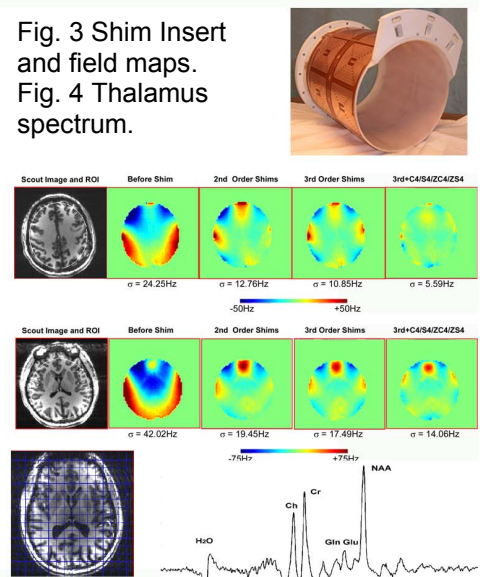 Fig. 3 Shim Insert
and field maps.
Fig. 4 Thalamus
spectrum.
Scout Image and ROI Before Shim 2nd Order Shims 3rd Order Shims 3rd+C4/S4/ZC4/ZS4
σ = 24.25Hz σ = 12.76Hz σ = 10.85Hz σ = 5.59Hz
-50Hz +50Hz
Scout Image and ROI Before Shim 2nd Order Shims 3rd Order Shims 3rd+C4/S4/ZC4/ZS4
σ = 42.02Hz σ = 19.45Hz σ = 17.49Hz σ = 14.06Hz
-75Hz +75Hz
NAA
Cr
Ch
H2O Gln Glu